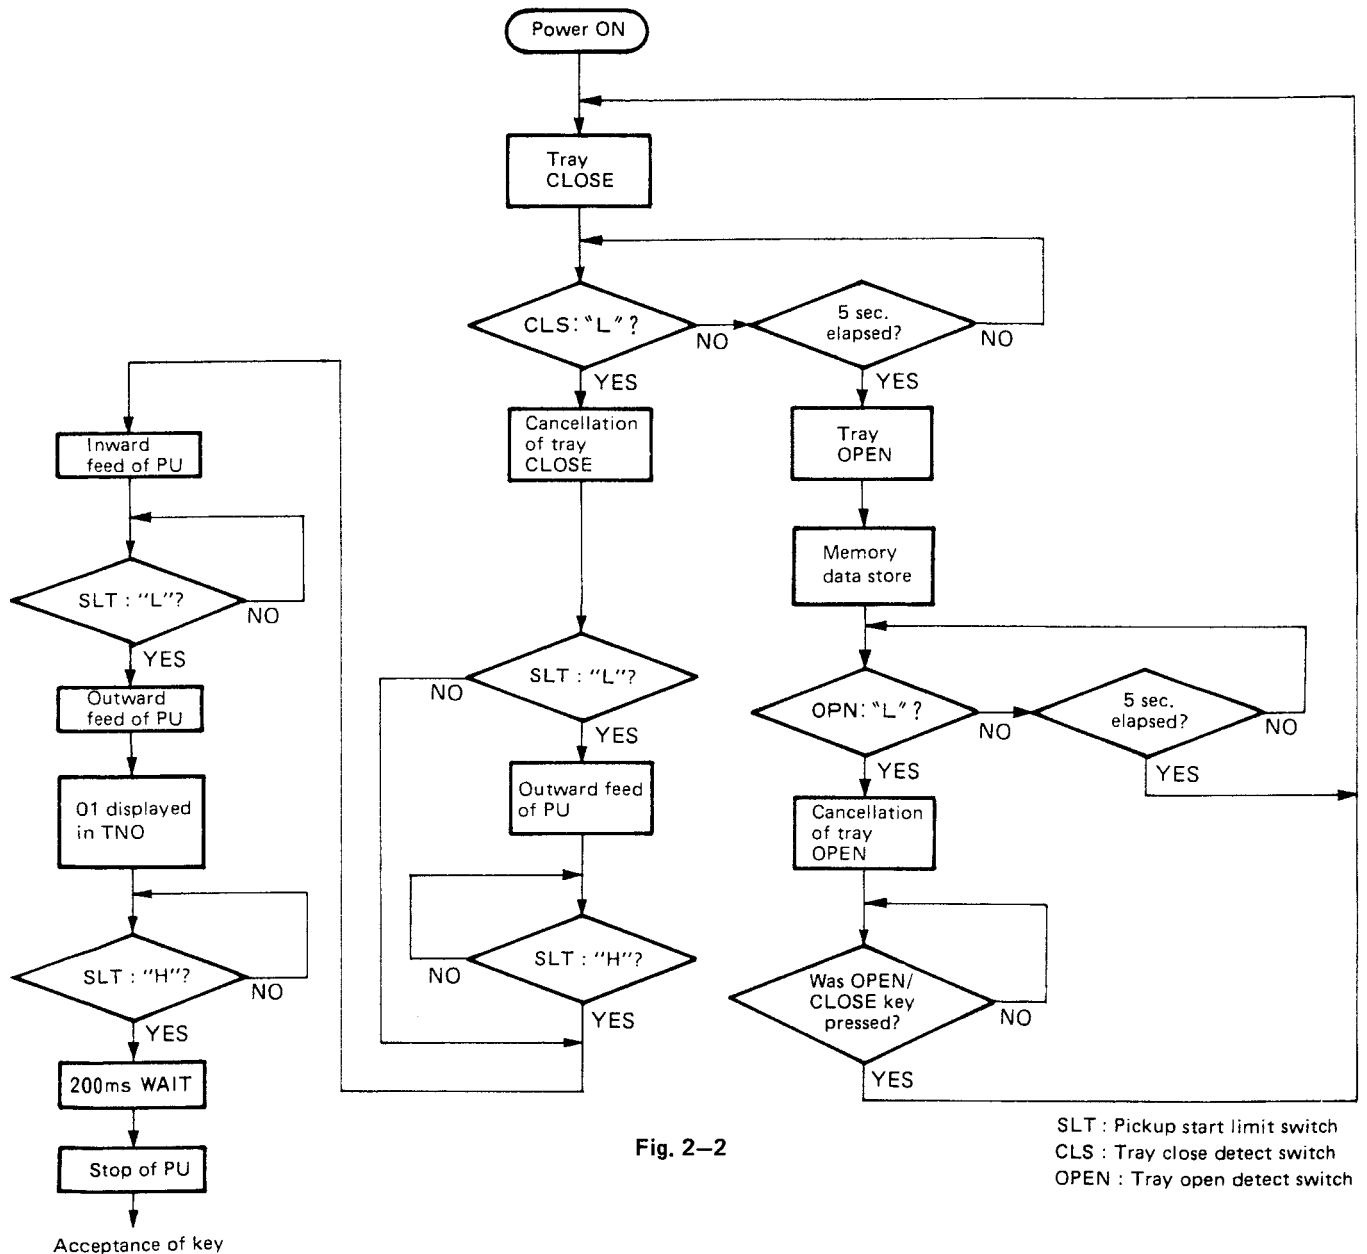 Power ON
Tray
CLOSE
CLS: "L" ?
NO
5 sec.
elapsed?
NO
YES
YES
Cancellation
of tray
CLOSE
Tray
OPEN
Memory
data store
SLT : "L"?
NO
YES
OPN: "L" ?
NO
5 sec.
elapsed?
NO
YES
YES
Outward feed
of PU
Cancellation
of tray
OPEN
SLT : "H"?
NO
YES
Was OPEN/
CLOSE key
pressed?
NO
YES
Inward
feed of PU
SLT : "L"?
NO
YES
Outward
feed of PU
01 displayed
in TNO
SLT : "H"?
NO
YES
200ms WAIT
Stop of PU
Acceptance of key
Fig. 2–2
SLT : Pickup start limit switch
CLS : Tray close detect switch
OPEN : Tray open detect switch